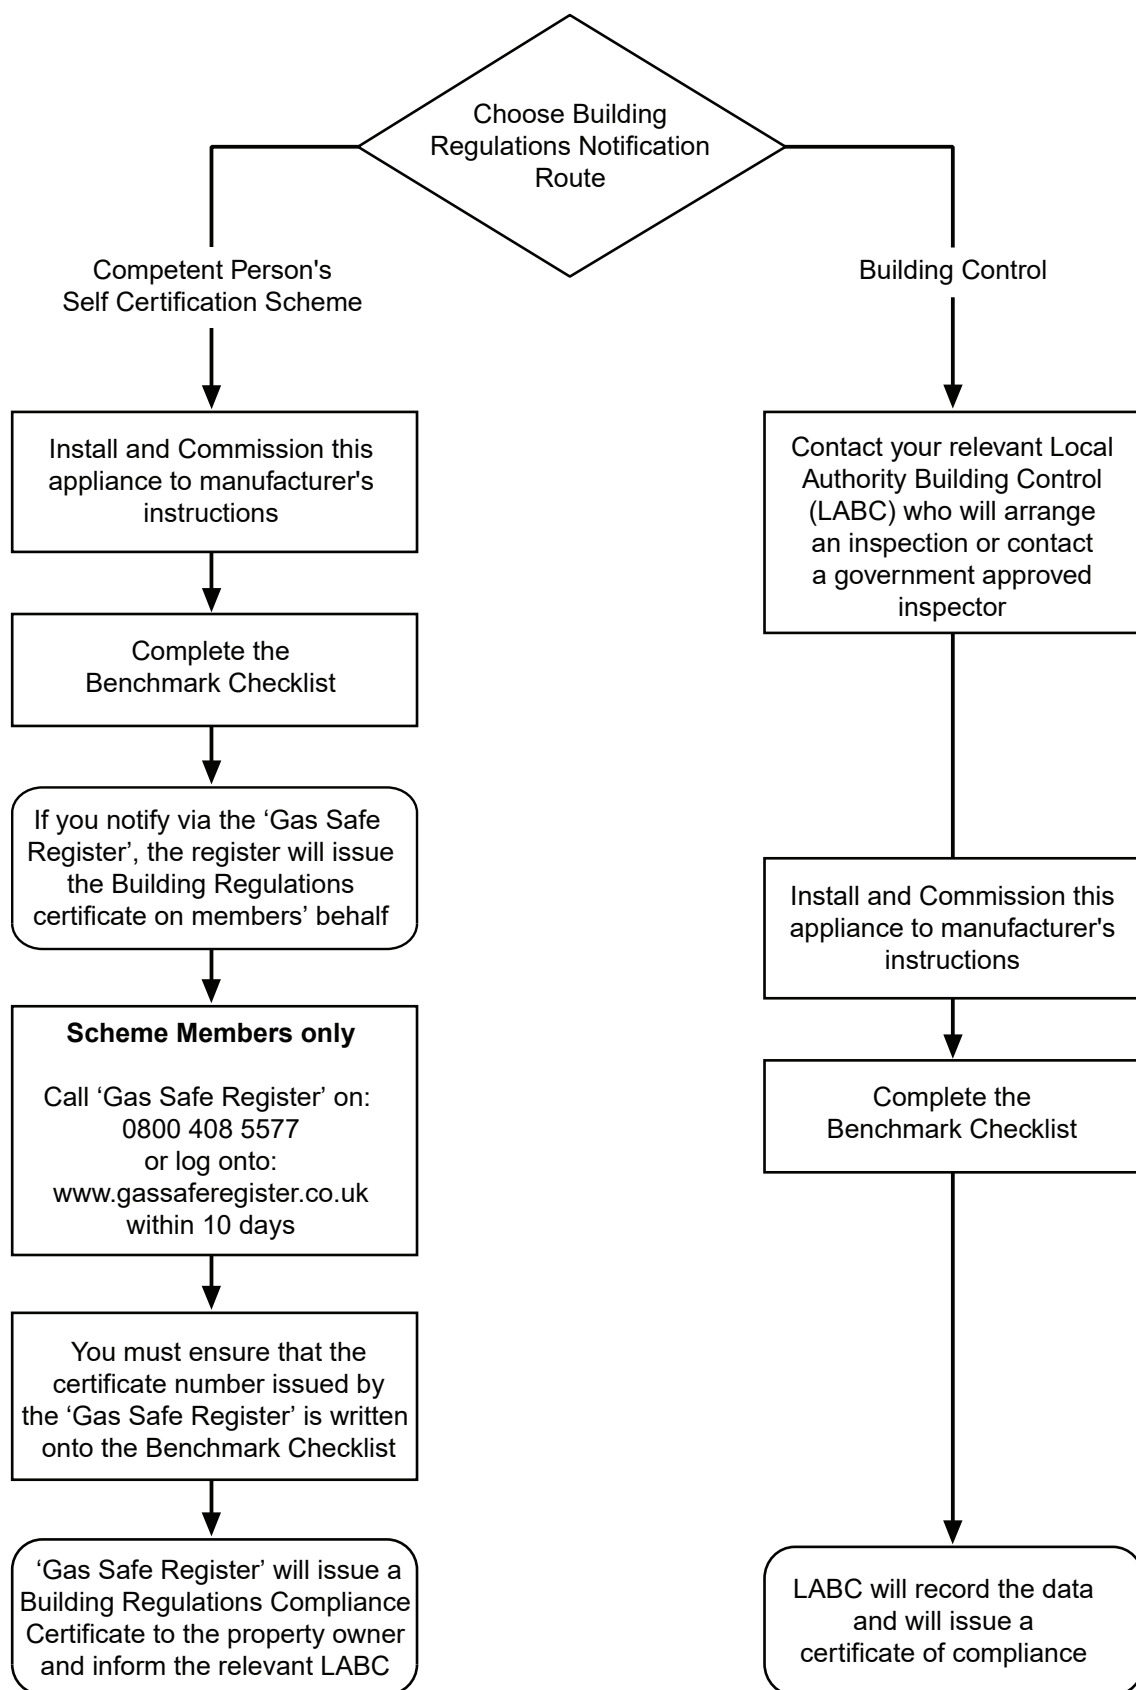 Choose Building
Regulations Notification
Route
Competent Person's
Self Certification Scheme
Building Control
Install and Commission this
appliance to manufacturer's
instructions
Complete the
Benchmark Checklist
If you notify via the ‘Gas Safe
Register’, the register will issue
the Building Regulations
certificate on members’ behalf
Scheme Members only
Call ‘Gas Safe Register’ on:
0800 408 5577
or log onto:
www.gassaferegister.co.uk
within 10 days
You must ensure that the
certificate number issued by
the ‘Gas Safe Register’ is written
onto the Benchmark Checklist
‘Gas Safe Register’ will issue a
Building Regulations Compliance
Certificate to the property owner
and inform the relevant LABC
Contact your relevant Local
Authority Building Control
(LABC) who will arrange
an inspection or contact
a government approved
inspector
Install and Commission this
appliance to manufacturer's
instructions
Complete the
Benchmark Checklist
LABC will record the data
and will issue a
certificate of compliance